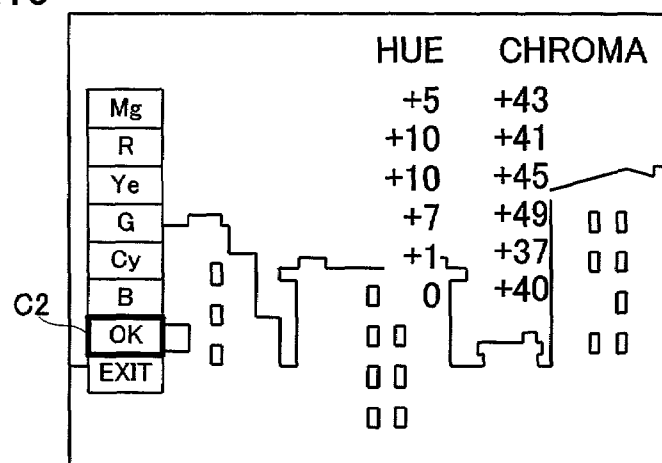 HUE CHROMA
Mg +5 +43
R +10 +41
Ye +10 +45
G +7 +49
Cy +1 +37
B 0 +40
C2 OK
EXIT